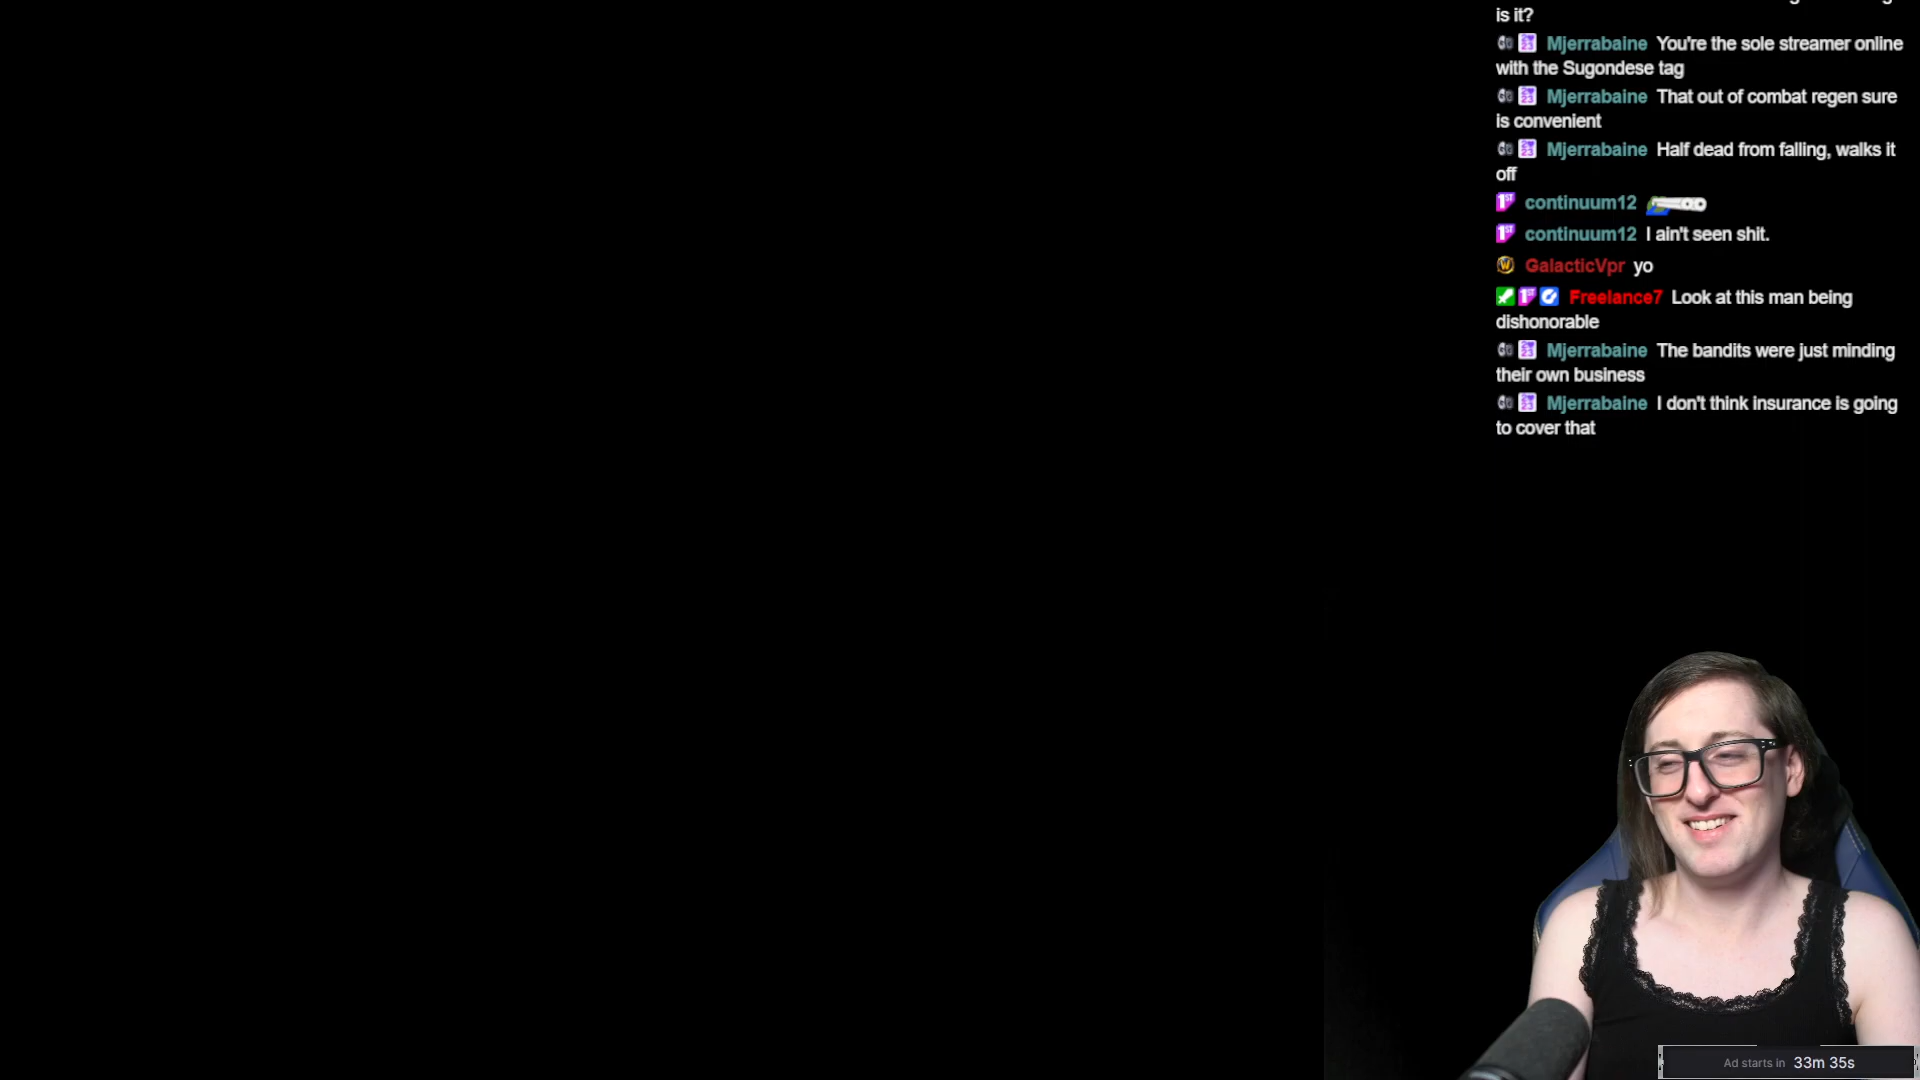 is it?
Mjerrabaine You're the sole streamer online
with the Sugondese tag
Mjerrabaine That out of combat regen sure
is convenient
Mjerrabaine Half dead from falling, walks it
off
continuum12
continuum12 I ain't seen shit.
GalacticVpr yo
Freelance7 Look at this man being
dishonorable
Mjerrabaine The bandits were just minding
their own business
Mjerrabaine I don't think insurance is going
to cover that
Ad starts in 33m 35s